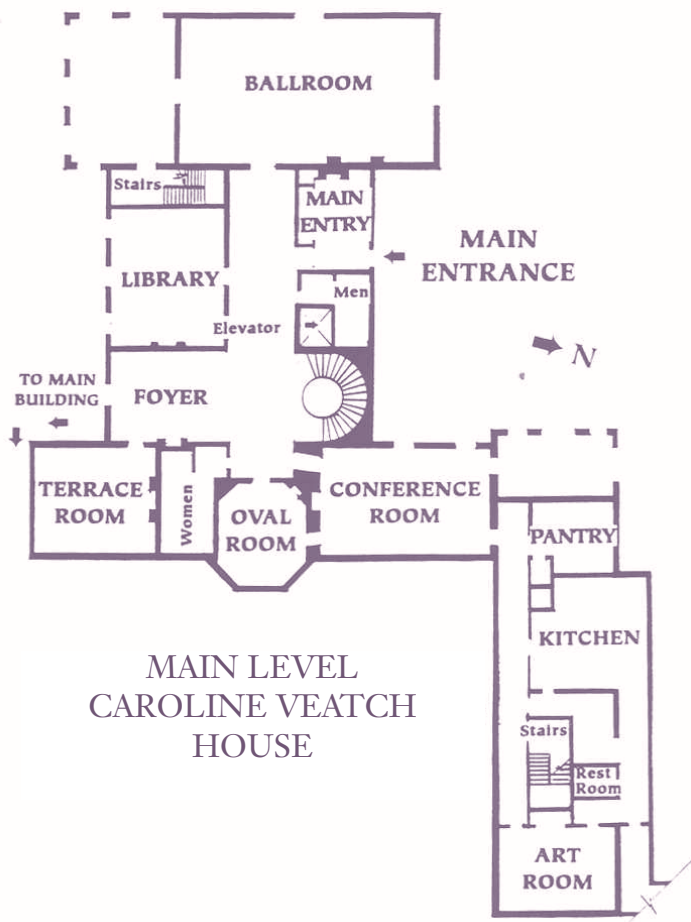 BALLROOM
Stairs
MAIN
ENTRY
MAIN
ENTRANCE
LIBRARY
Men
Elevator
N
TO MAIN
BUILDING
FOYER
TERRACE
ROOM
Women
OVAL
ROOM
CONFERENCE
ROOM
PANTRY
KITCHEN
MAIN LEVEL
CAROLINE VEATCH
HOUSE
Stairs
Rest
Room
ART
ROOM